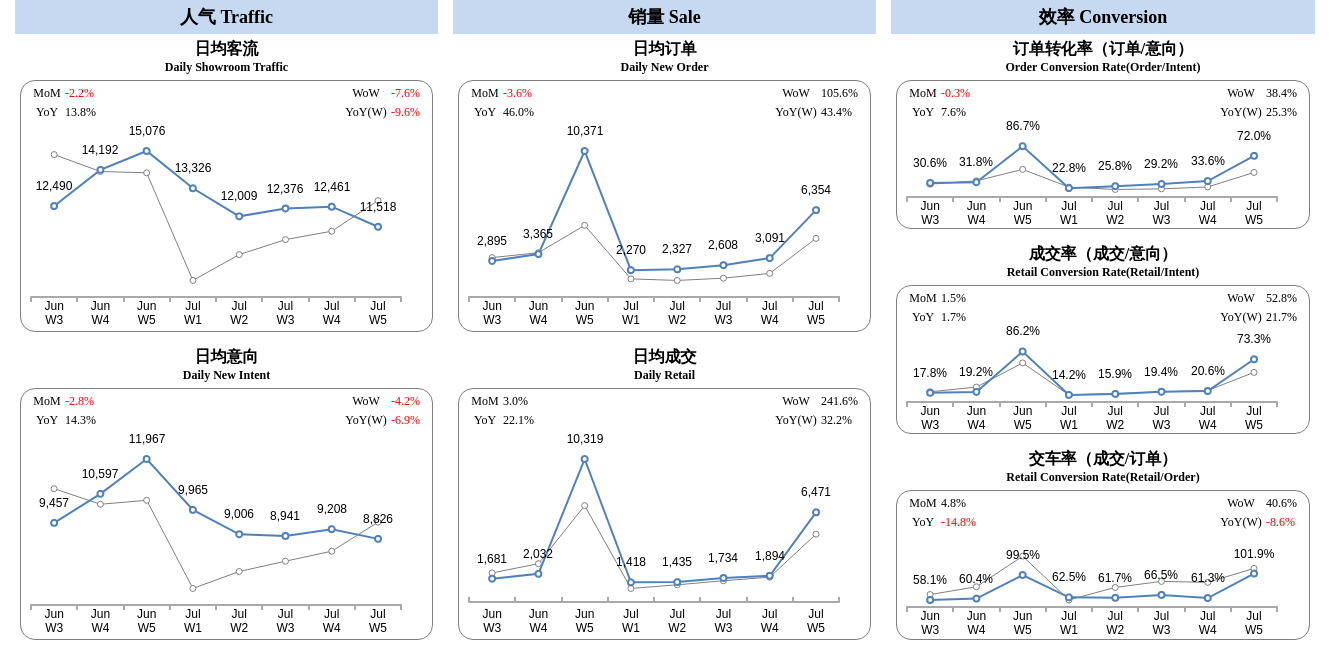 人气 Traffic
日均客流
Daily Showroom Traffic
MoM -2.2% WoW -7.6%
YoY 13.8% YoY(W) -9.6%
12,490 14,192 15,076 13,326 12,009 12,376 12,461 11,518
Jun Jun Jun Jul Jul Jul Jul Jul
W3 W4 W5 W1 W2 W3 W4 W5
日均意向
Daily New Intent
MoM -2.8% WoW -4.2%
YoY 14.3% YoY(W) -6.9%
9,457 10,597 11,967 9,965 9,006 8,941 9,208 8,826
Jun Jun Jun Jul Jul Jul Jul Jul
W3 W4 W5 W1 W2 W3 W4 W5
销量 Sale
日均订单
Daily New Order
MoM -3.6% WoW 105.6%
YoY 46.0% YoY(W) 43.4%
2,895 3,365 10,371 2,270 2,327 2,608 3,091 6,354
Jun Jun Jun Jul Jul Jul Jul Jul
W3 W4 W5 W1 W2 W3 W4 W5
日均成交
Daily Retail
MoM 3.0% WoW 241.6%
YoY 22.1% YoY(W) 32.2%
1,681 2,032 10,319 1,418 1,435 1,734 1,894 6,471
Jun Jun Jun Jul Jul Jul Jul Jul
W3 W4 W5 W1 W2 W3 W4 W5
效率 Conversion
订单转化率（订单/意向）
Order Conversion Rate(Order/Intent)
MoM -0.3% WoW 38.4%
YoY 7.6% YoY(W) 25.3%
30.6% 31.8% 86.7% 22.8% 25.8% 29.2% 33.6% 72.0%
Jun Jun Jun Jul Jul Jul Jul Jul
W3 W4 W5 W1 W2 W3 W4 W5
成交率（成交/意向）
Retail Conversion Rate(Retail/Intent)
MoM 1.5% WoW 52.8%
YoY 1.7% YoY(W) 21.7%
17.8% 19.2% 86.2% 14.2% 15.9% 19.4% 20.6% 73.3%
Jun Jun Jun Jul Jul Jul Jul Jul
W3 W4 W5 W1 W2 W3 W4 W5
交车率（成交/订单）
Retail Conversion Rate(Retail/Order)
MoM 4.8% WoW 40.6%
YoY -14.8% YoY(W) -8.6%
58.1% 60.4% 99.5% 62.5% 61.7% 66.5% 61.3% 101.9%
Jun Jun Jun Jul Jul Jul Jul Jul
W3 W4 W5 W1 W2 W3 W4 W5